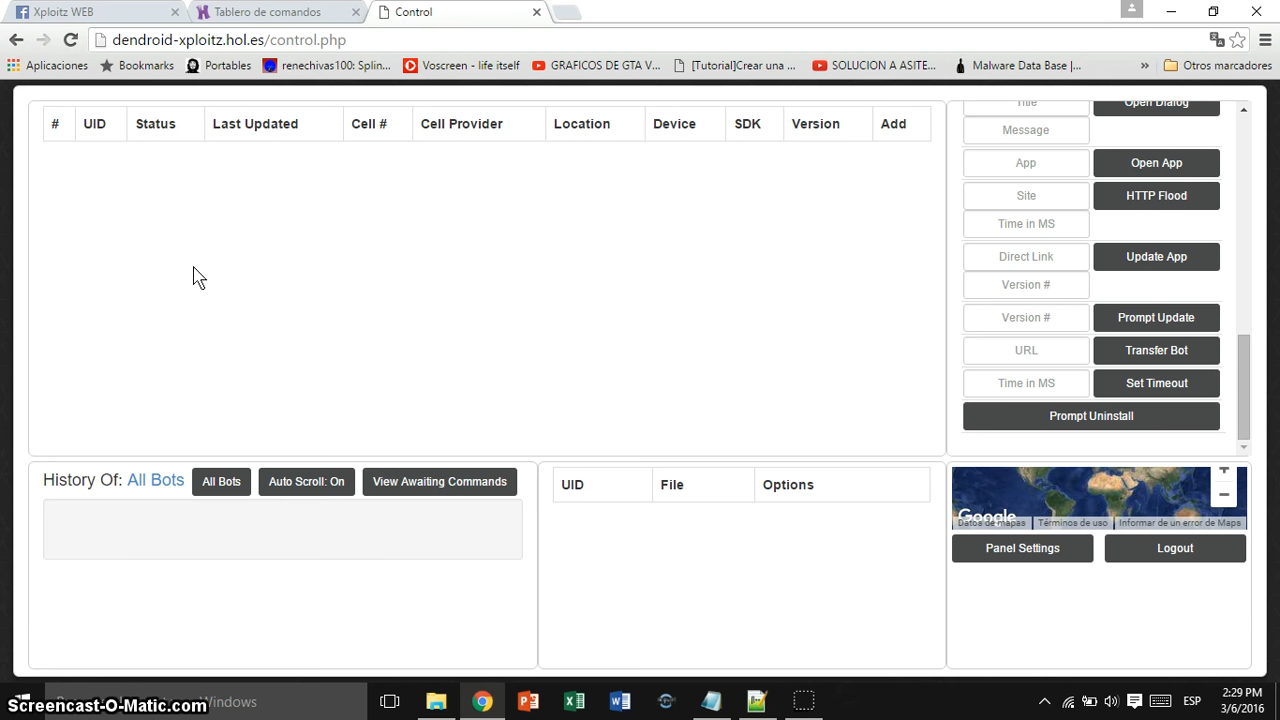 Xploitz WEB
Tablero de comandos
Control
dendroid-xploitz.hol.es/control.php
Aplicaciones Bookmarks Portables renechivas100: Splin... Voscreen - life itself GRAFICOS DE GTA V... [Tutorial]Crear una ... SOLUCION A ASITE... Malware Data Base |... » Otros marcadores
# UID Status Last Updated Cell # Cell Provider Location Device SDK Version Add
Title Open Dialog
Message
App Open App
Site HTTP Flood
Time in MS
Direct Link Update App
Version #
Version # Prompt Update
URL Transfer Bot
Time in MS Set Timeout
Prompt Uninstall
History Of: All Bots All Bots Auto Scroll: On View Awaiting Commands
UID File Options
+
−
Google
Datos de mapas Términos de uso Informar de un error de Maps
Panel Settings Logout
Screencast-O-Matic.com
Windows
ESP
2:29 PM
3/6/2016